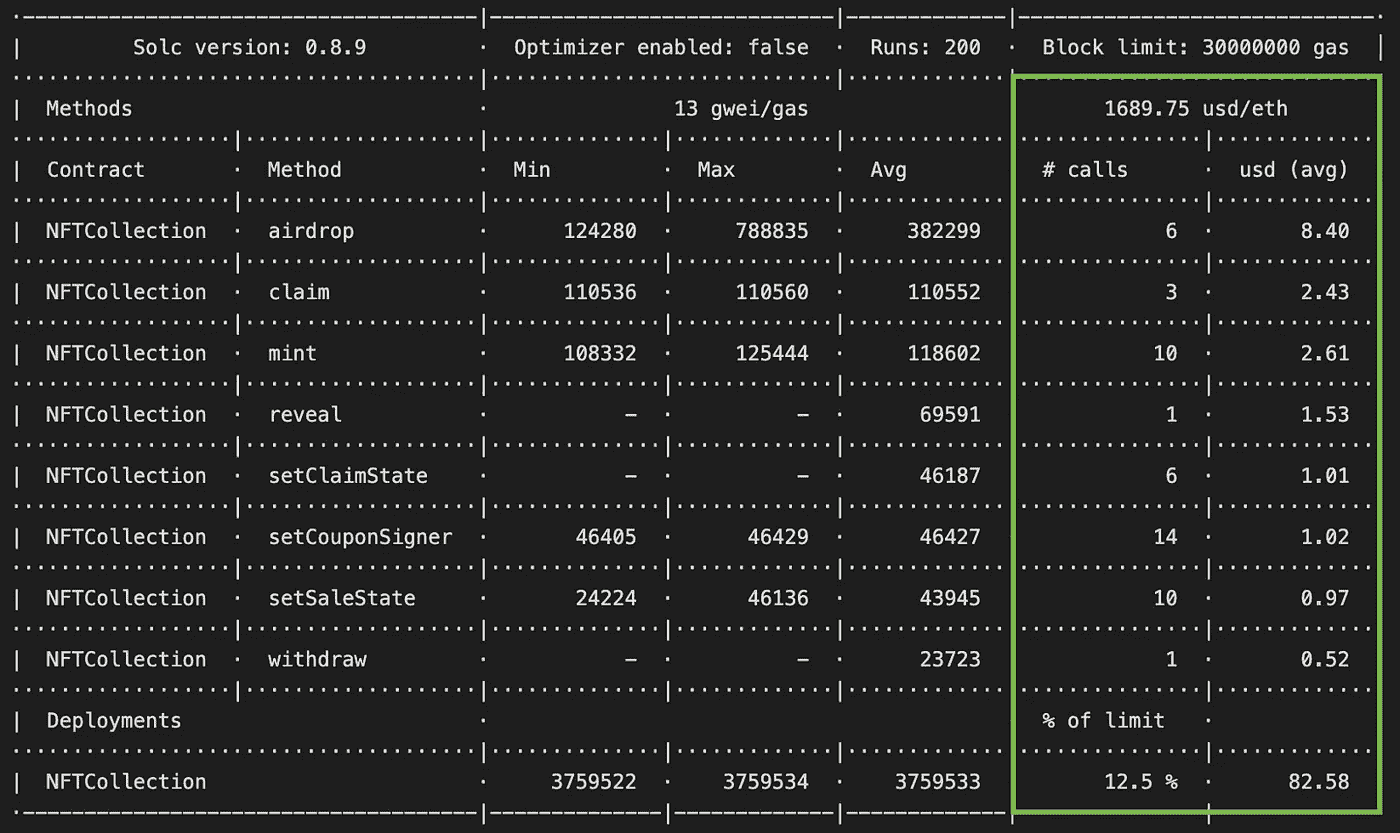 Solc version: 0.8.9 · Optimizer enabled: false · Runs: 200 · Block limit: 30000000 gas
Methods · 13 gwei/gas 1689.75 usd/eth
Contract · Method · Min · Max · Avg # calls · usd (avg)
NFTCollection · airdrop · 124280 · 788835 · 382299 6 · 8.40
NFTCollection · claim · 110536 · 110560 · 110552 3 · 2.43
NFTCollection · mint · 108332 · 125444 · 118602 10 · 2.61
NFTCollection · reveal · – · – · 69591 1 · 1.53
NFTCollection · setClaimState · – · – · 46187 6 · 1.01
NFTCollection · setCouponSigner · 46405 · 46429 · 46427 14 · 1.02
NFTCollection · setSaleState · 24224 · 46136 · 43945 10 · 0.97
NFTCollection · withdraw · – · – · 23723 1 · 0.52
Deployments · % of limit ·
NFTCollection · 3759522 · 3759534 · 3759533 12.5 % · 82.58